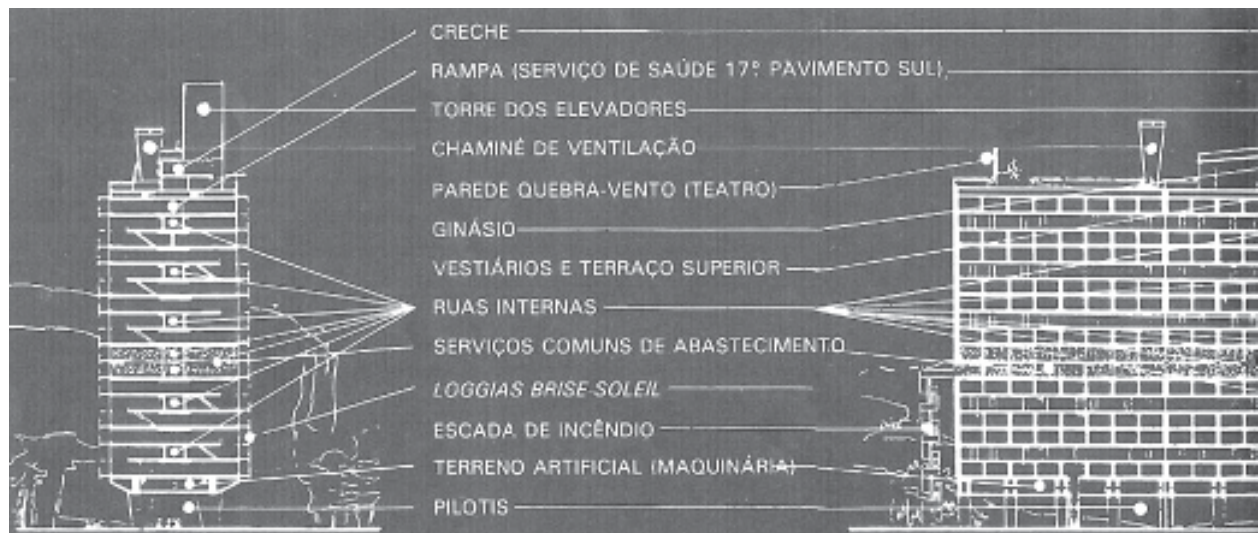 CRECHE
RAMPA (SERVIÇO DE SAÚDE 17º PAVIMENTO SUL)
TORRE DOS ELEVADORES
CHAMINÉ DE VENTILAÇÃO
PAREDE QUEBRA-VENTO (TEATRO)
GINÁSIO
VESTIÁRIOS E TERRAÇO SUPERIOR
RUAS INTERNAS
SERVIÇOS COMUNS DE ABASTECIMENTO
LOGGIAS BRISE-SOLEIL
ESCADA DE INCÊNDIO
TERRENO ARTIFICIAL (MAQUINÁRIA)
PILOTIS